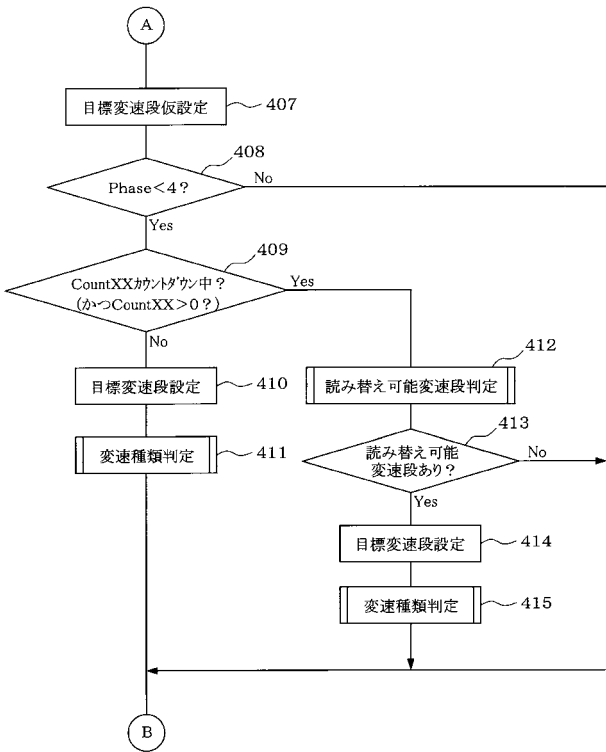 A
目標変速段仮設定
407
408
Phase<4?
No
Yes
409
CountXXカウントダウン中?
(かつCountXX>0?)
Yes
No
412
目標変速段設定
410
読み替え可能変速段判定
413
変速種類判定
411
読み替え可能
変速段あり?
No
Yes
目標変速段設定
414
変速種類判定
415
B